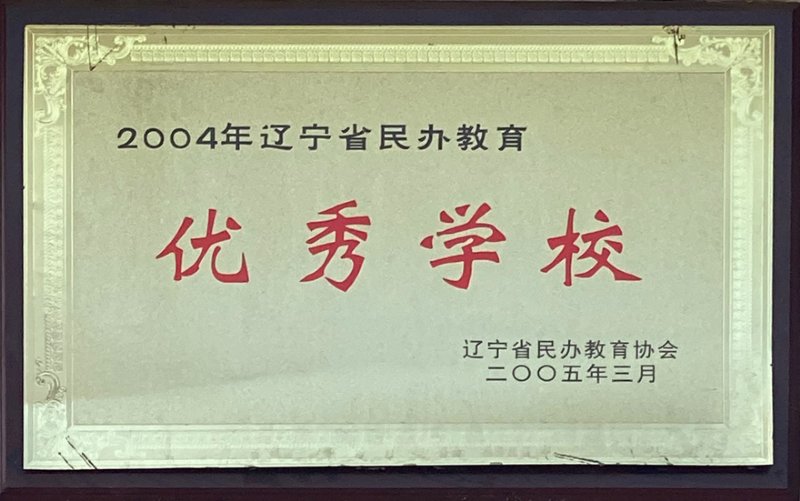 2004年辽宁省民办教育
优秀学校
辽宁省民办教育协会
二〇〇五年三月